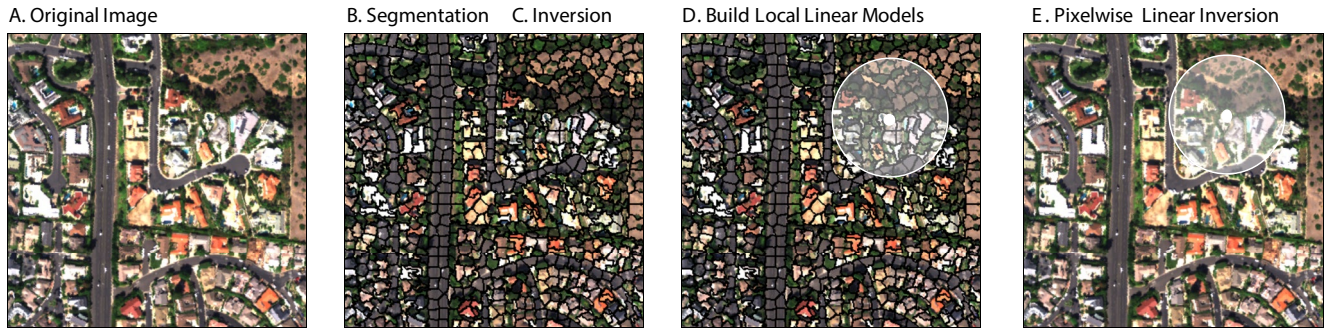 A. Original Image
B. Segmentation
C. Inversion
D. Build Local Linear Models
E. Pixelwise Linear Inversion